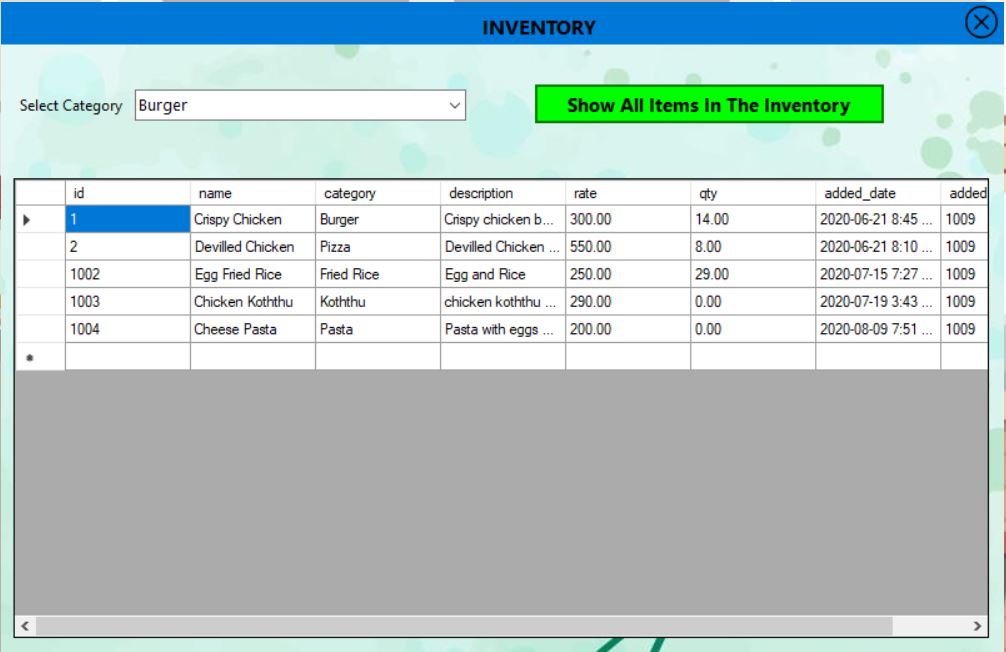 INVENTORY
Select Category Burger Show All Items In The Inventory
id name category description rate qty added_date added
1 Crispy Chicken Burger Crispy chicken b... 300.00 14.00 2020-06-21 8:45 ... 1009
2 Devilled Chicken Pizza Devilled Chicken ... 550.00 8.00 2020-06-21 8:10 ... 1009
1002 Egg Fried Rice Fried Rice Egg and Rice 250.00 29.00 2020-07-15 7:27 ... 1009
1003 Chicken Koththu Koththu chicken koththu ... 290.00 0.00 2020-07-19 3:43 ... 1009
1004 Cheese Pasta Pasta Pasta with eggs ... 200.00 0.00 2020-08-09 7:51 ... 1009